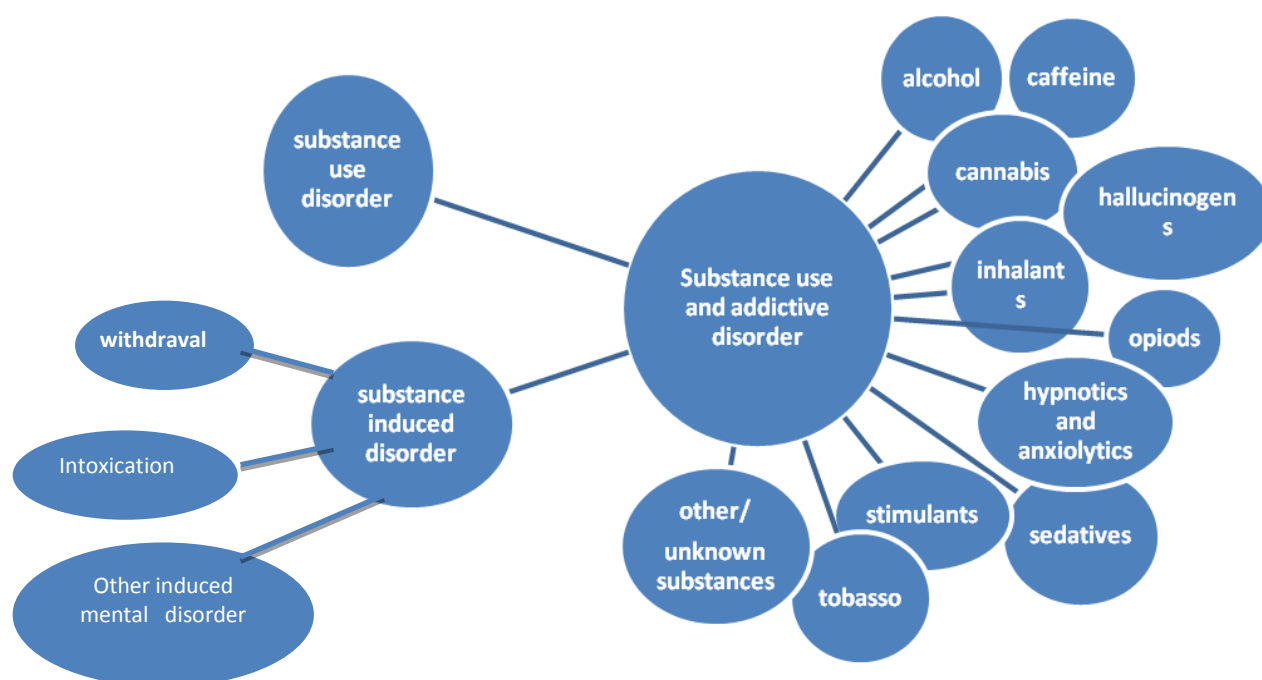 alcohol
caffeine
substance
use
disorder
cannabis
hallucinogen
s
Substance use
and addictive
disorder
inhalant
s
withdraval
opiods
substance
induced
disorder
hypnotics
and
anxiolytics
Intoxication
other/
unknown
substances
stimulants
sedatives
tobasso
Other induced
mental disorder